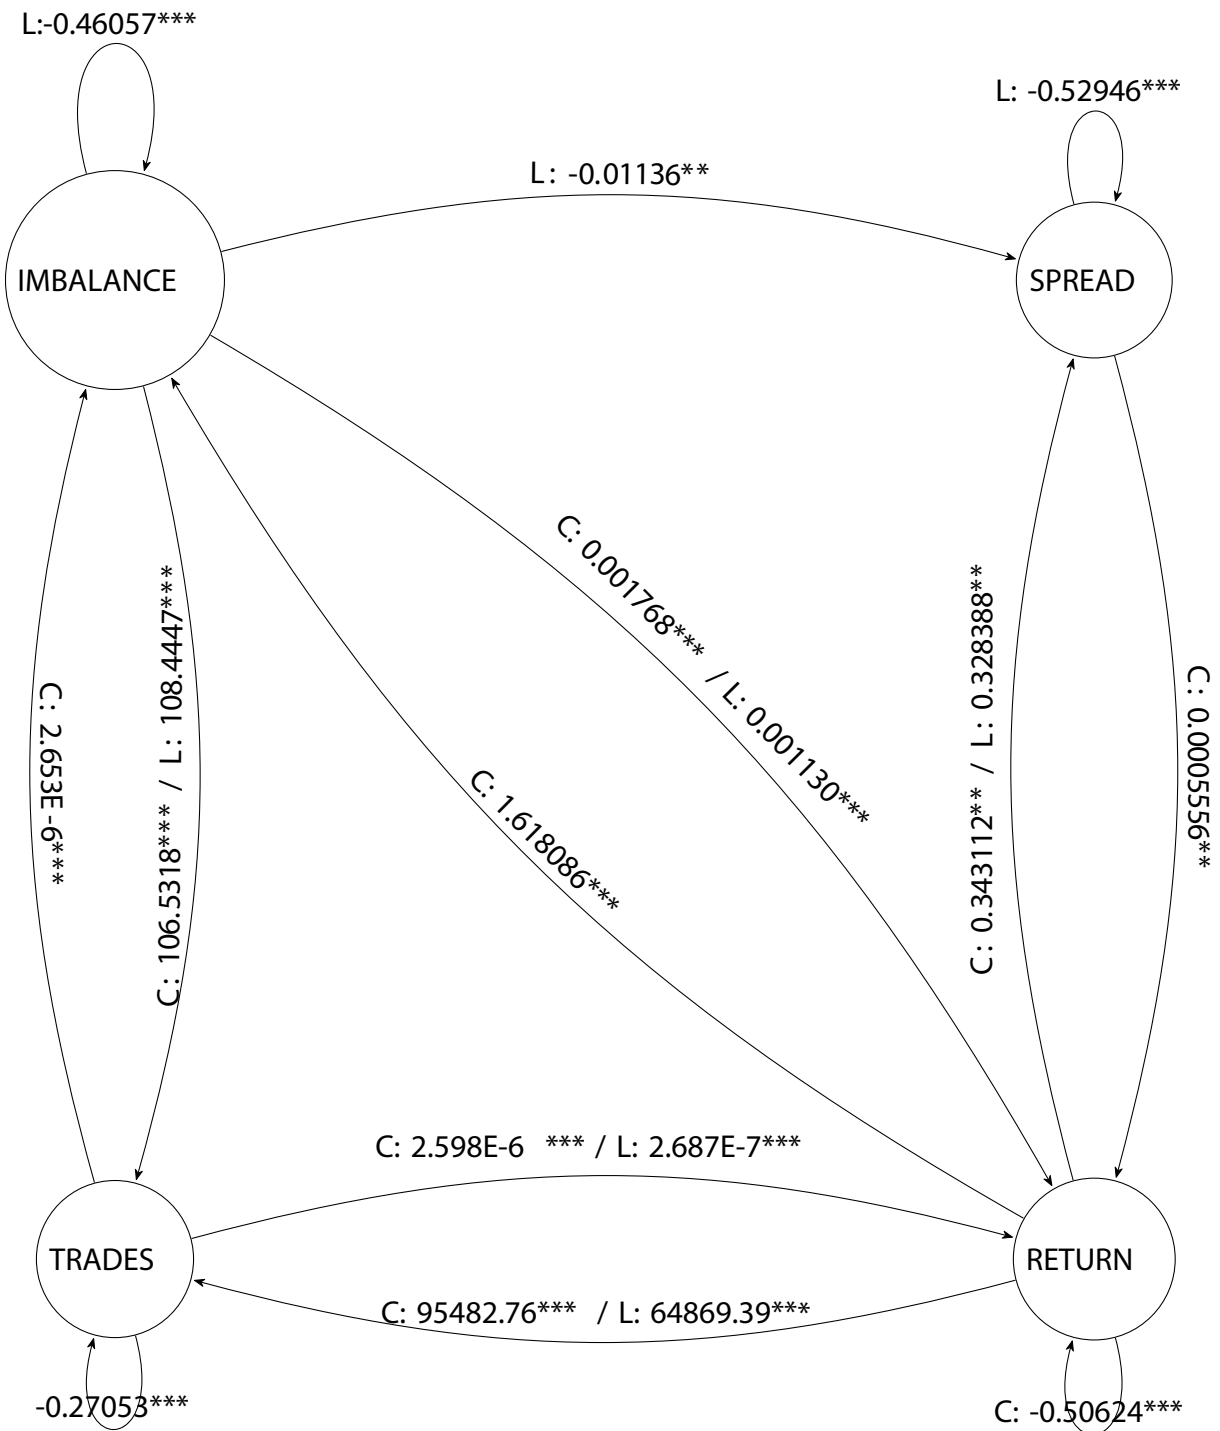 L:-0.46057***
L: -0.52946***
L: -0.01136**
IMBALANCE
SPREAD
C: 0.001768*** / L: 0.001130***
C: 1.618086***
C: 2.653E-6***
C: 106.5318*** / L: 108.4447***
C: 0.343112** / L: 0.328388**
C: 0.0005556**
C: 2.598E-6 *** / L: 2.687E-7***
TRADES
RETURN
C: 95482.76*** / L: 64869.39***
-0.27053***
C: -0.50624***